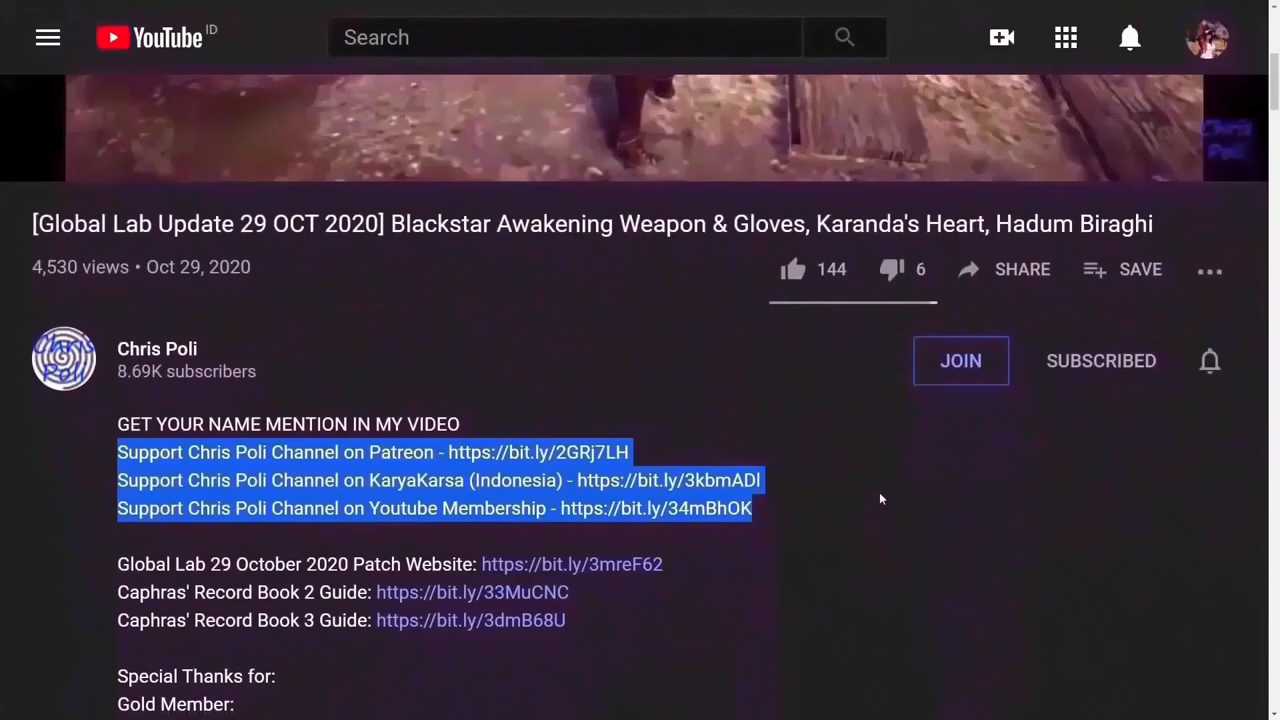 YouTube ID
Search
Chris
Poli
[Global Lab Update 29 OCT 2020] Blackstar Awakening Weapon & Gloves, Karanda's Heart, Hadum Biraghi
4,530 views • Oct 29, 2020
144 6 SHARE SAVE
Chris Poli
Chris Poli
8.69K subscribers
JOIN SUBSCRIBED
GET YOUR NAME MENTION IN MY VIDEO
Support Chris Poli Channel on Patreon - https://bit.ly/2GRj7LH
Support Chris Poli Channel on KaryaKarsa (Indonesia) - https://bit.ly/3kbmADl
Support Chris Poli Channel on Youtube Membership - https://bit.ly/34mBhOK
Global Lab 29 October 2020 Patch Website: https://bit.ly/3mreF62
Caphras' Record Book 2 Guide: https://bit.ly/33MuCNC
Caphras' Record Book 3 Guide: https://bit.ly/3dmB68U
Special Thanks for:
Gold Member: